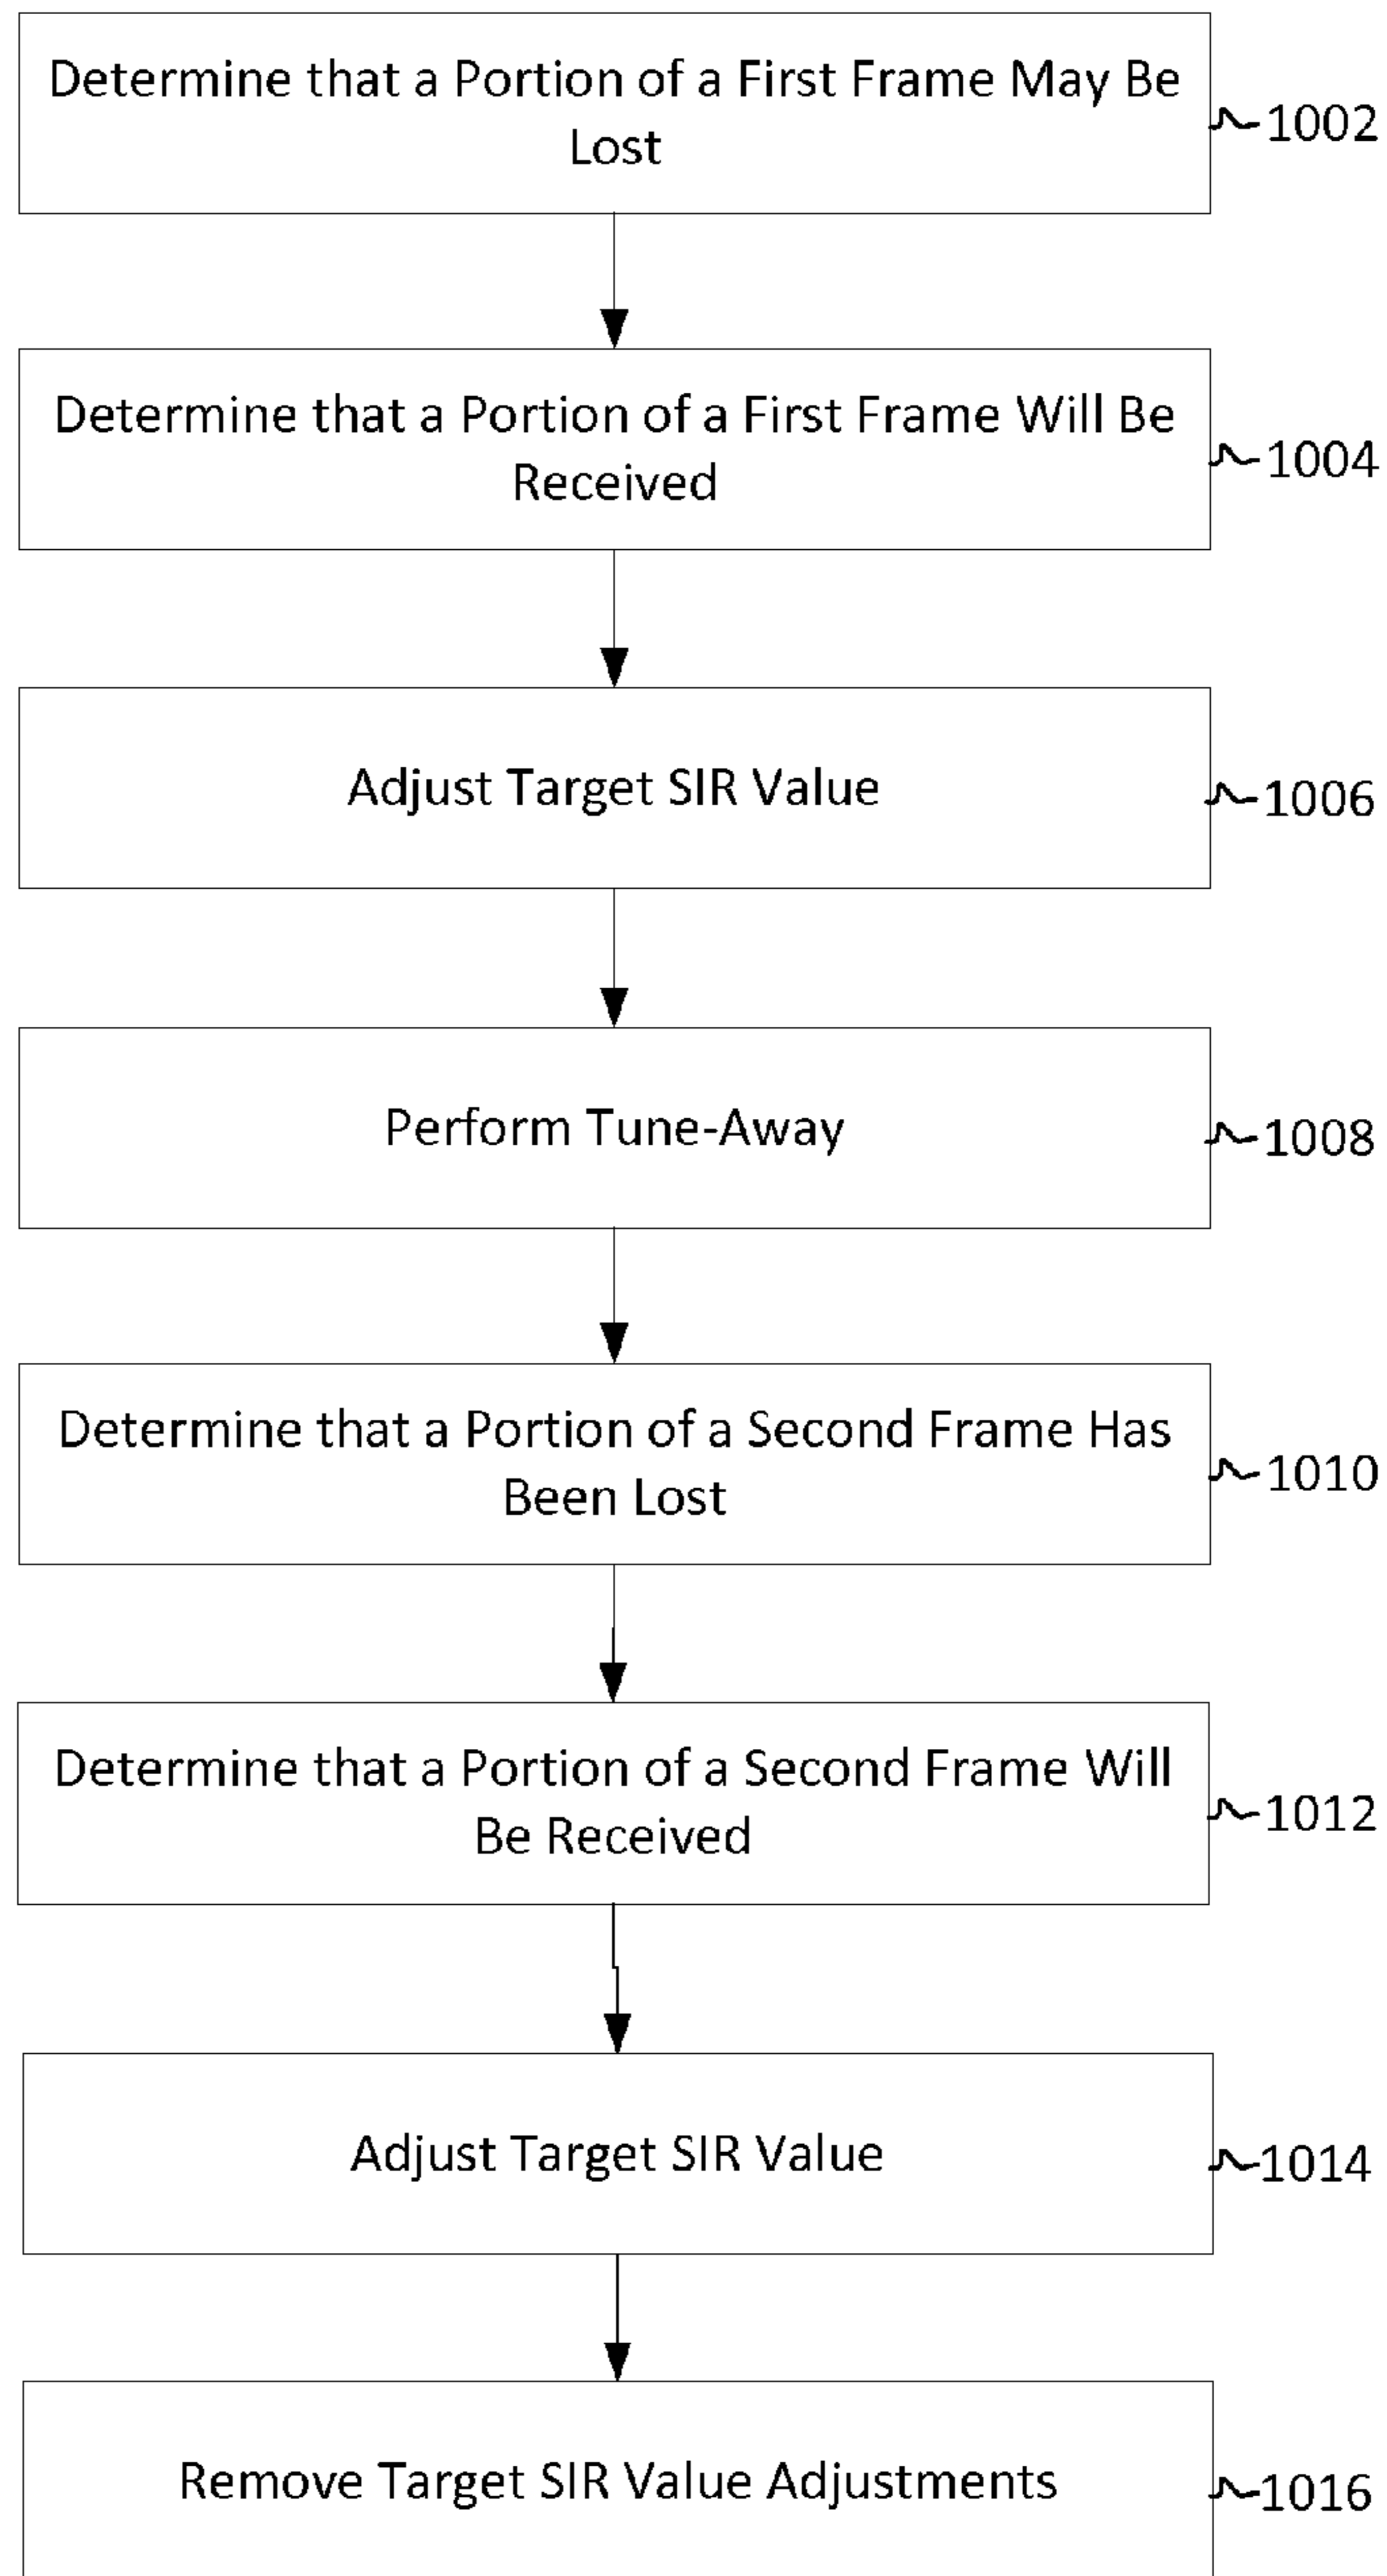 Determine that a Portion of a First Frame May Be
Lost
1002
Determine that a Portion of a First Frame Will Be
Received
1004
Adjust Target SIR Value
1006
Perform Tune-Away
1008
Determine that a Portion of a Second Frame Has
Been Lost
1010
Determine that a Portion of a Second Frame Will
Be Received
1012
Adjust Target SIR Value
1014
Remove Target SIR Value Adjustments
1016